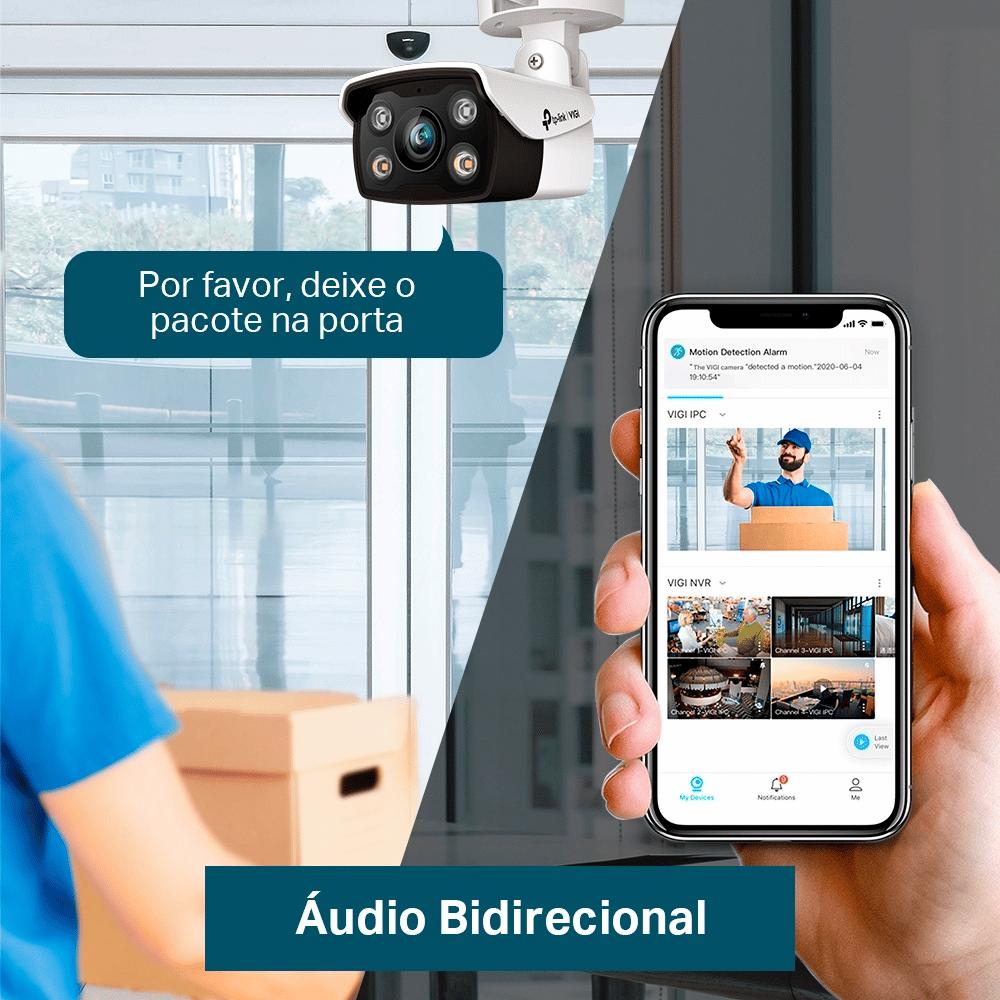 tp-link | VIGI
Por favor, deixe o
pacote na porta
Motion Detection Alarm
Now
"The VIGI camera "detected a motion."2020-06-04
19:10:54"
VIGI IPC
VIGI NVR
Channel 1-VIGI IPC
Channel 3-VIGI IPC
Channel 2-VIGI IPC
Channel 4-VIGI IPC
Last
View
My Devices
Notifications
Me
Áudio Bidirecional